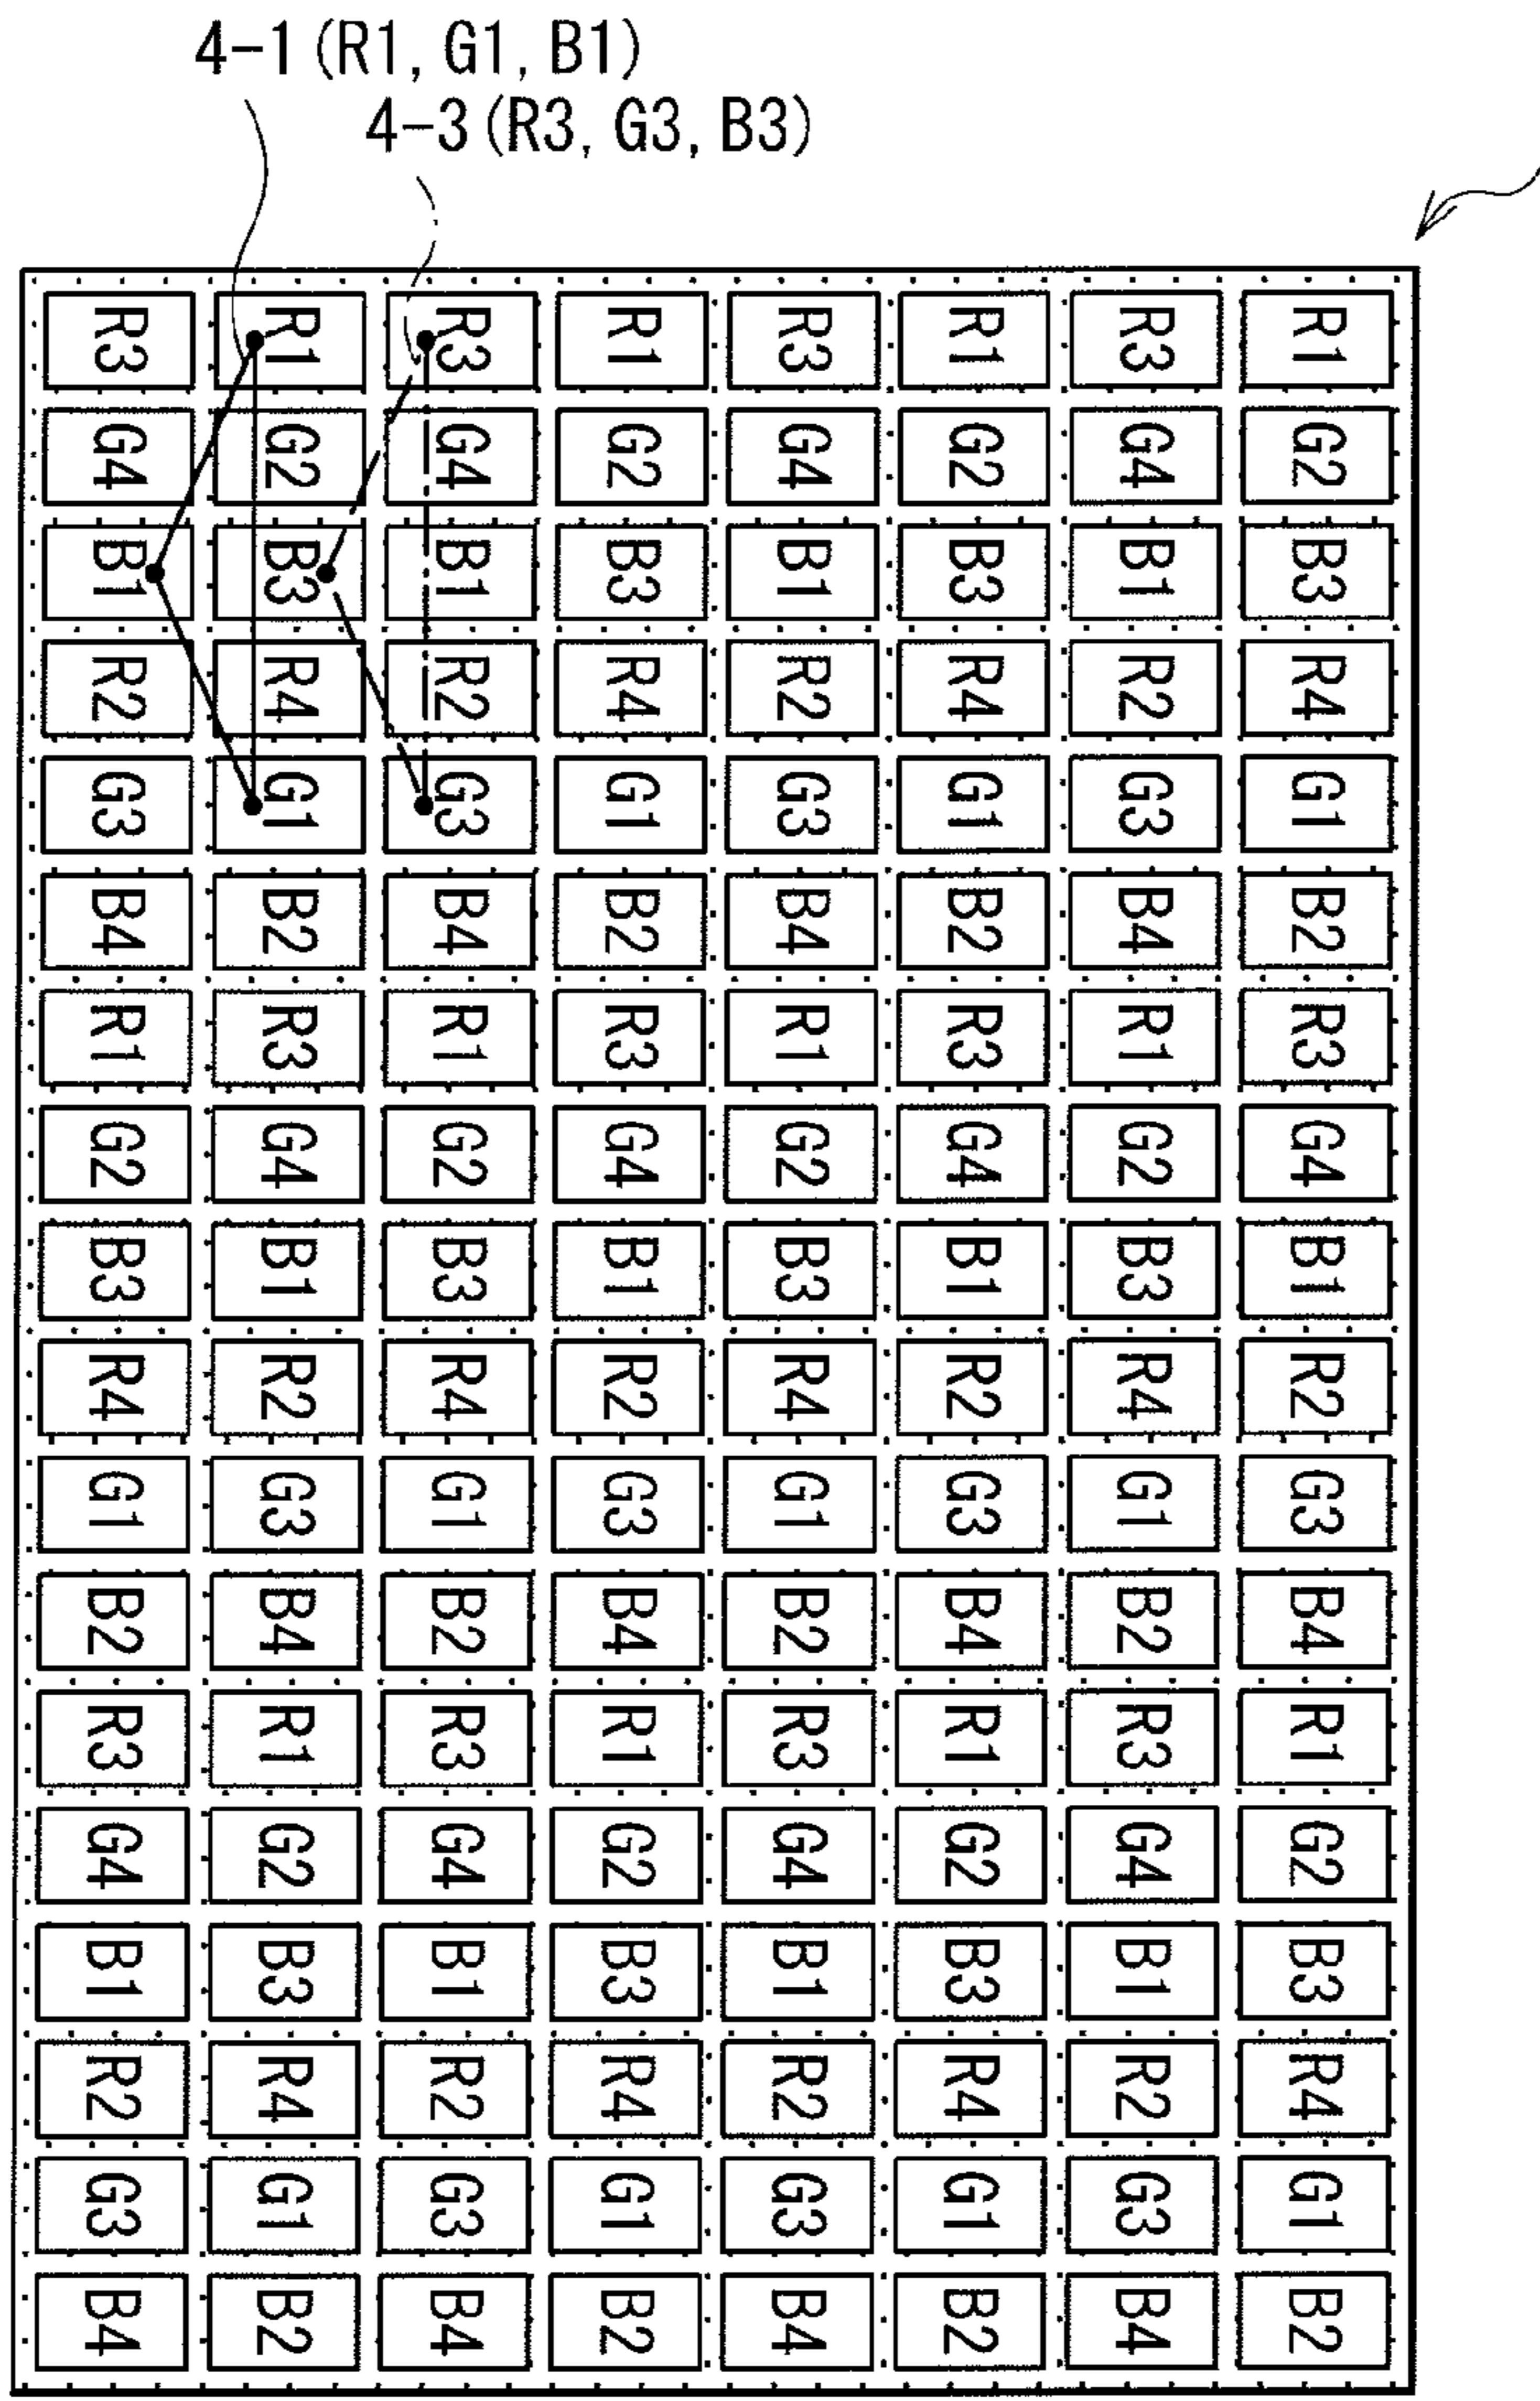 4-1(R1, G1, B1)
4-3(R3, G3, B3)
R3 R1 R3 R1 R3 R1 R3 R1
G4 G2 G4 G2 G4 G2 G4 G2
B1 B3 B1 B3 B1 B3 B1 B3
R2 R4 R2 R4 R2 R4 R2 R4
G3 G1 G3 G1 G3 G1 G3 G1
B4 B2 B4 B2 B4 B2 B4 B2
R1 R3 R1 R3 R1 R3 R1 R3
G2 G4 G2 G4 G2 G4 G2 G4
B3 B1 B3 B1 B3 B1 B3 B1
R4 R2 R4 R2 R4 R2 R4 R2
G1 G3 G1 G3 G1 G3 G1 G3
B2 B4 B2 B4 B2 B4 B2 B4
R3 R1 R3 R1 R3 R1 R3 R1
G4 G2 G4 G2 G4 G2 G4 G2
B1 B3 B1 B3 B1 B3 B1 B3
R2 R4 R2 R4 R2 R4 R2 R4
G3 G1 G3 G1 G3 G1 G3 G1
B4 B2 B4 B2 B4 B2 B4 B2